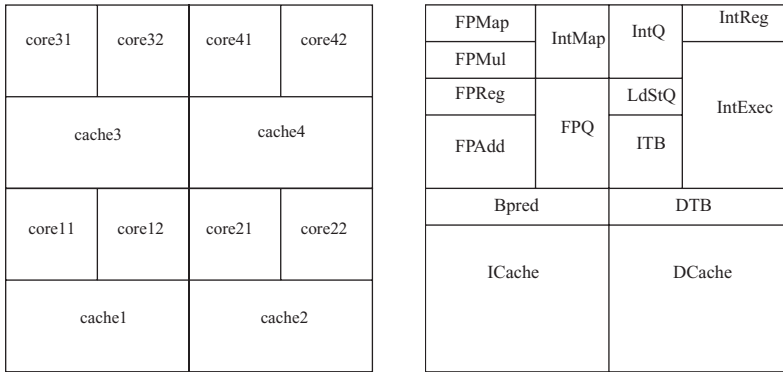 core31 core32 core41 core42
cache3 cache4
core11 core12 core21 core22
cache1 cache2
FPMap IntMap IntQ IntReg
FPMul
FPReg LdStQ IntExec
FPAdd FPQ ITB
Bpred DTB
ICache DCache